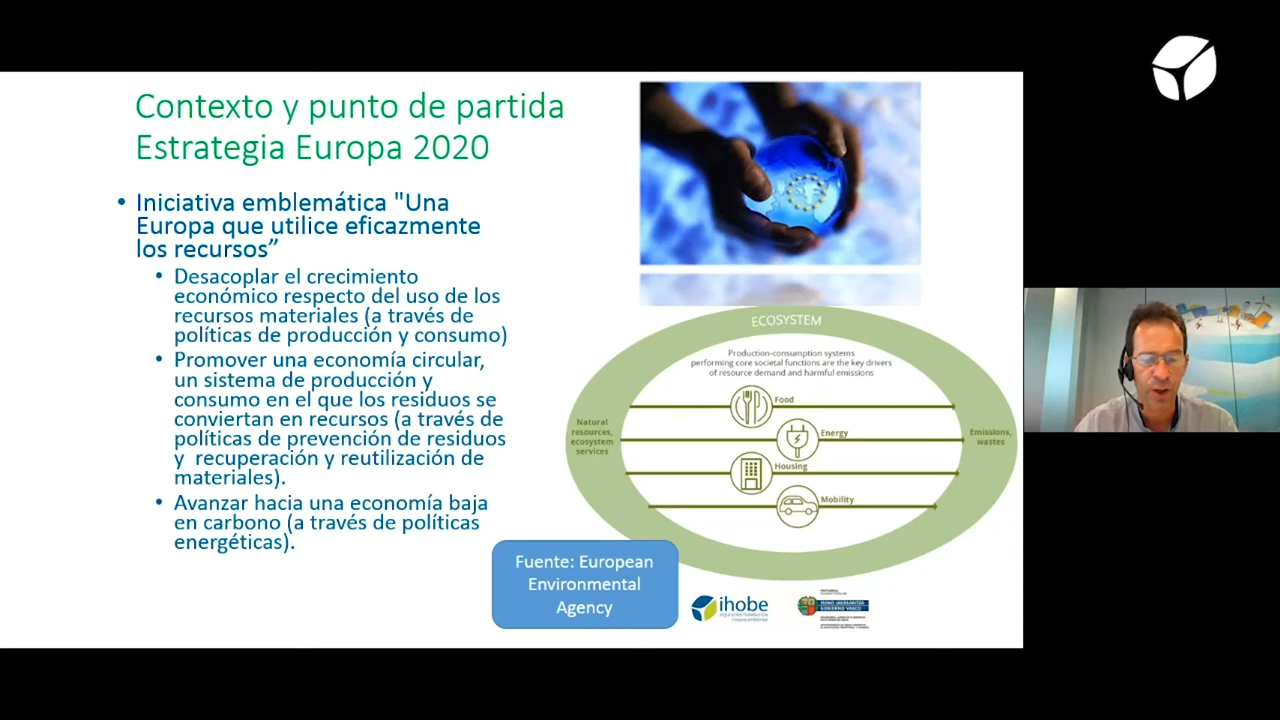 Contexto y punto de partida
Estrategia Europa 2020
• Iniciativa emblemática "Una
Europa que utilice eficazmente
los recursos”
• Desacoplar el crecimiento
económico respecto del uso de los
recursos materiales (a través de
políticas de producción y consumo)
• Promover una economía circular,
un sistema de producción y
consumo en el que los residuos se
conviertan en recursos (a través de
políticas de prevención de residuos
y recuperación y reutilización de
materiales).
• Avanzar hacia una economía baja
en carbono (a través de políticas
energéticas).
ECOSYSTEM
Production-consumption systems
performing core societal functions are the key drivers
of resource demand and harmful emissions
Food
Natural
resources,
ecosystem
services
Energy
Emissions,
wastes
Housing
Mobility
Fuente: European
Environmental
Agency
ihobe
EUSKO JAURLARITZA
GOBIERNO VASCO